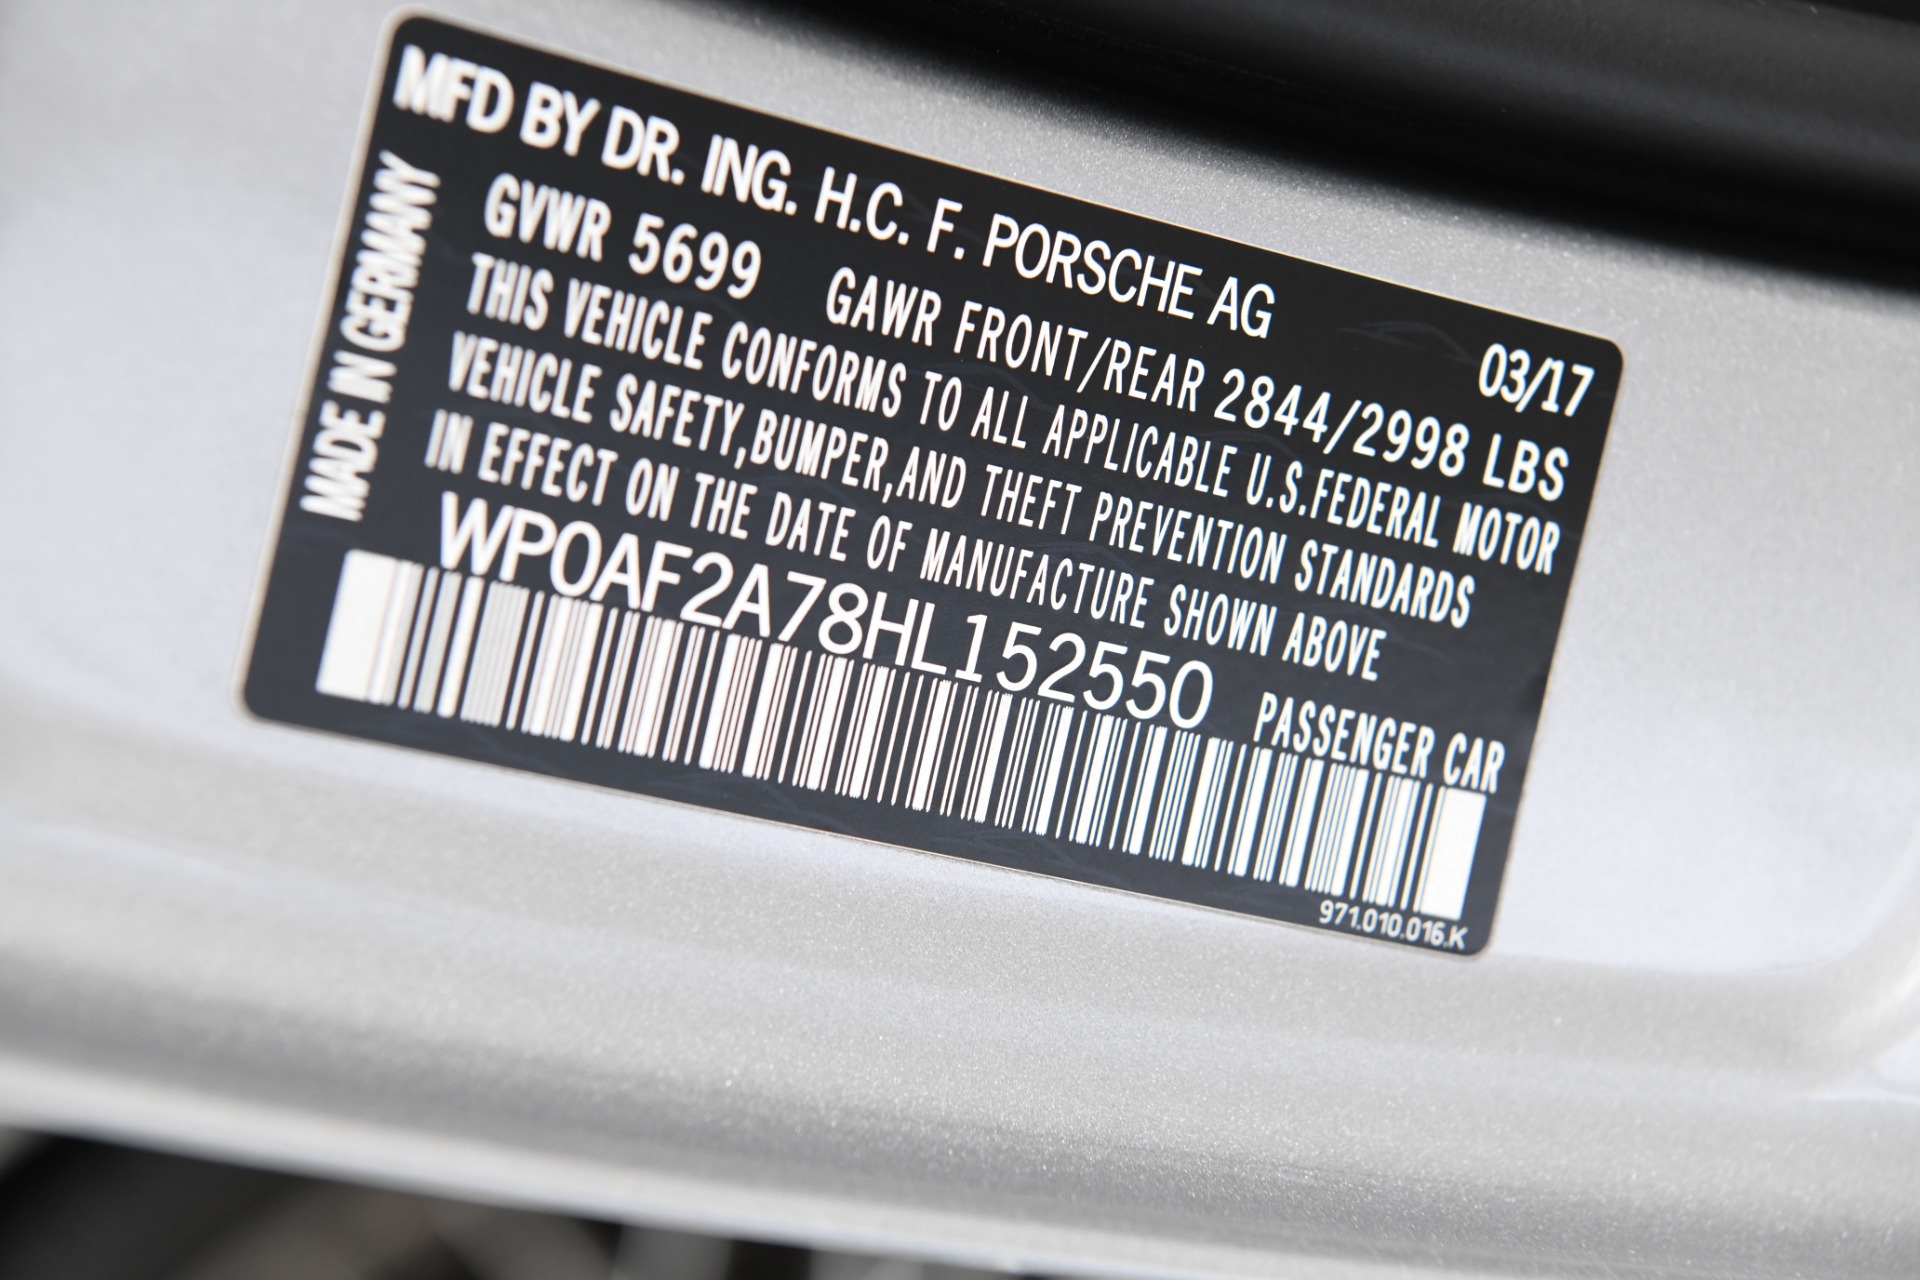 MFD BY DR. ING. H.C. F. PORSCHE AG 03/17
GVWR 5699 GAWR FRONT/REAR 2844/2998 LBS
THIS VEHICLE CONFORMS TO ALL APPLICABLE U.S.FEDERAL MOTOR
VEHICLE SAFETY,BUMPER,AND THEFT PREVENTION STANDARDS
IN EFFECT ON THE DATE OF MANUFACTURE SHOWN ABOVE
WP0AF2A78HL152550 PASSENGER CAR
971.010.016.K
MADE IN GERMANY